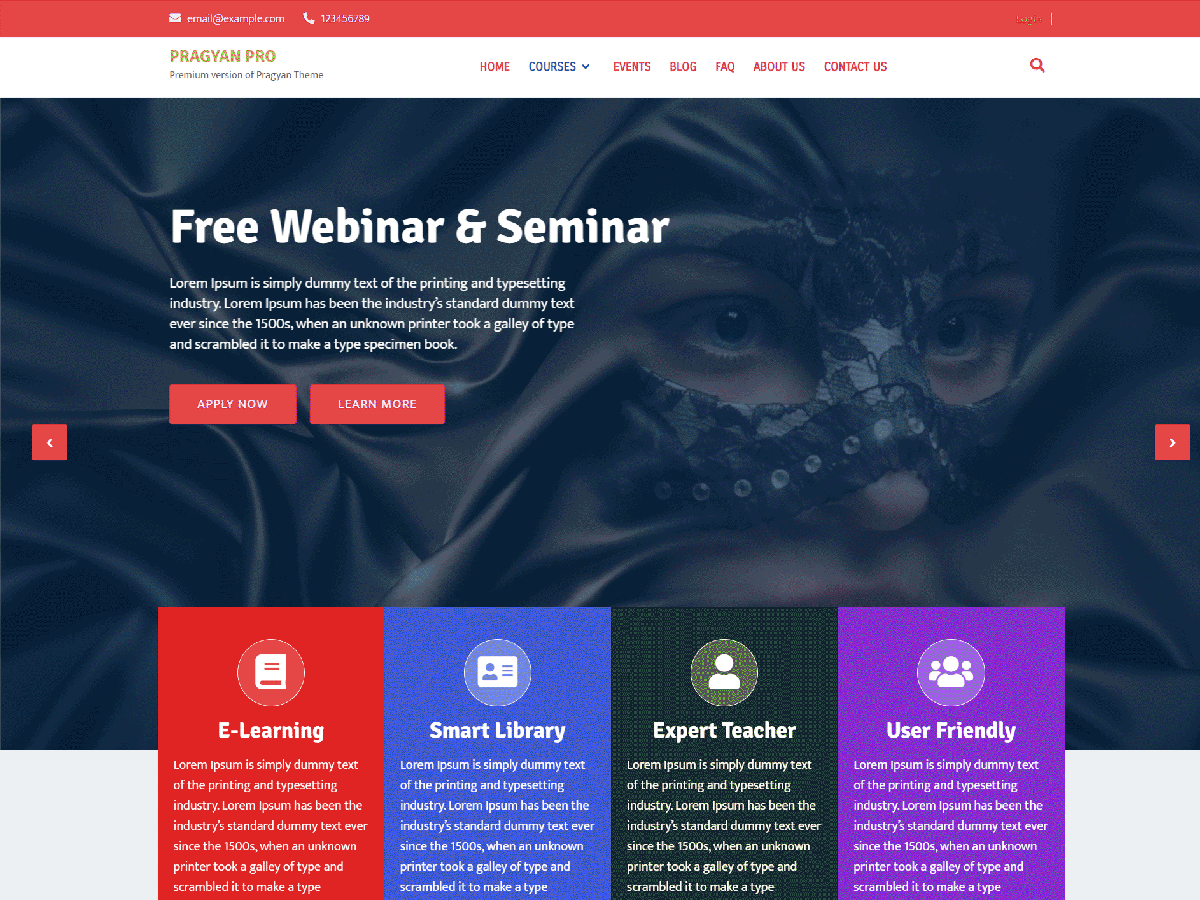 email@example.com 123456789
Login
PRAGYAN PRO
Premium version of Pragyan Theme
HOME COURSES EVENTS BLOG FAQ ABOUT US CONTACT US
Free Webinar & Seminar
Lorem Ipsum is simply dummy text of the printing and typesetting
industry. Lorem Ipsum has been the industry's standard dummy text
ever since the 1500s, when an unknown printer took a galley of type
and scrambled it to make a type specimen book.
APPLY NOW LEARN MORE
E-Learning
Lorem Ipsum is simply dummy text
of the printing and typesetting
industry. Lorem Ipsum has been the
industry's standard dummy text ever
since the 1500s, when an unknown
printer took a galley of type and
scrambled it to make a type
Smart Library
Lorem Ipsum is simply dummy text
of the printing and typesetting
industry. Lorem Ipsum has been the
industry's standard dummy text ever
since the 1500s, when an unknown
printer took a galley of type and
scrambled it to make a type
Expert Teacher
Lorem Ipsum is simply dummy text
of the printing and typesetting
industry. Lorem Ipsum has been the
industry's standard dummy text ever
since the 1500s, when an unknown
printer took a galley of type and
scrambled it to make a type
User Friendly
Lorem Ipsum is simply dummy text
of the printing and typesetting
industry. Lorem Ipsum has been the
industry's standard dummy text ever
since the 1500s, when an unknown
printer took a galley of type and
scrambled it to make a type